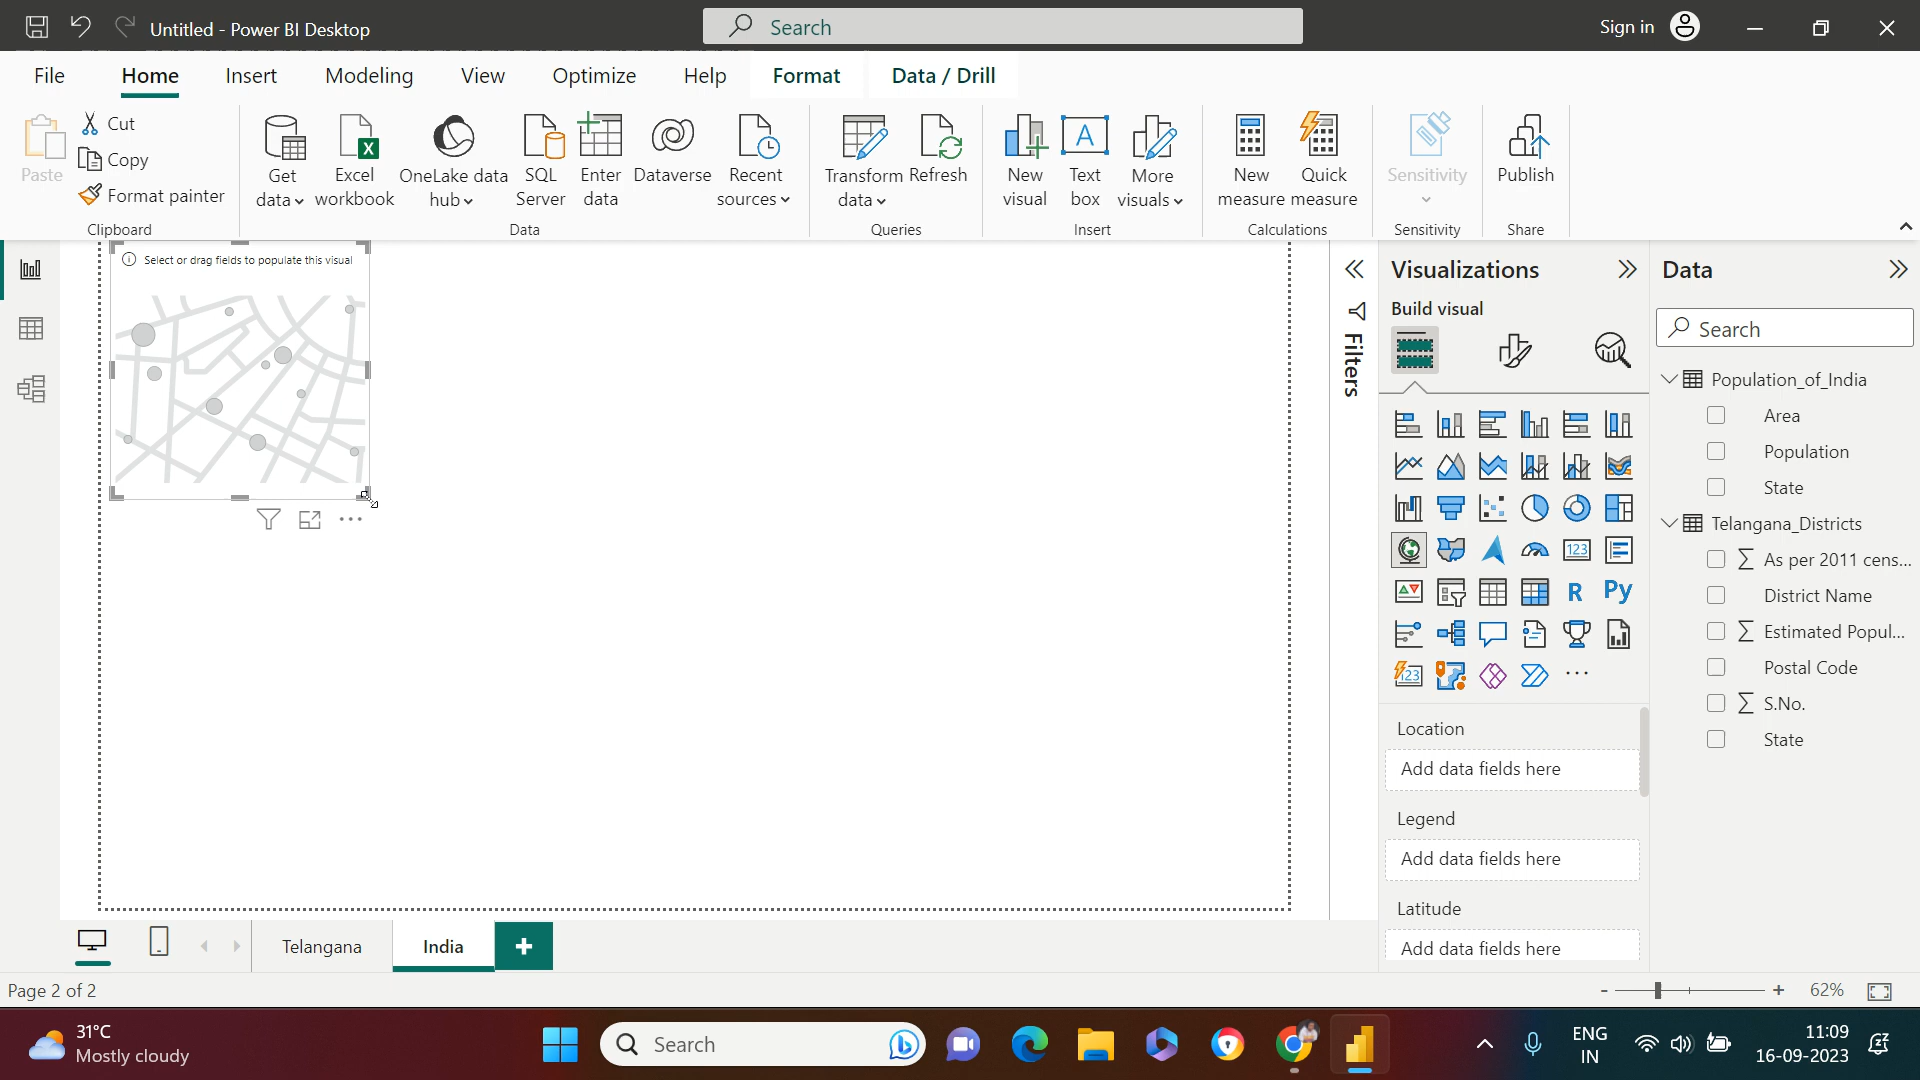 Untitled - Power BI Desktop
Search
Sign in
File
Home
Insert
Modeling
View
Optimize
Help
Format
Data / Drill
Paste
Cut
Copy
Format painter
Clipboard
Get
data
Excel
workbook
OneLake data
hub
SQL
Server
Enter
data
Dataverse
Recent
sources
Data
Transform
data
Refresh
Queries
New
visual
Text
box
More
visuals
Insert
New
measure
Quick
measure
Calculations
Sensitivity
Sensitivity
Publish
Share
Select or drag fields to populate this visual
Filters
Visualizations
Build visual
123
R
Py
123
Location
Add data fields here
Legend
Add data fields here
Latitude
Add data fields here
Data
Search
Population_of_India
Area
Population
State
Telangana_Districts
As per 2011 cens...
District Name
Estimated Popul...
Postal Code
S.No.
State
Telangana
India
Page 2 of 2
62%
31°C
Mostly cloudy
Search
ENG
IN
11:09
16-09-2023